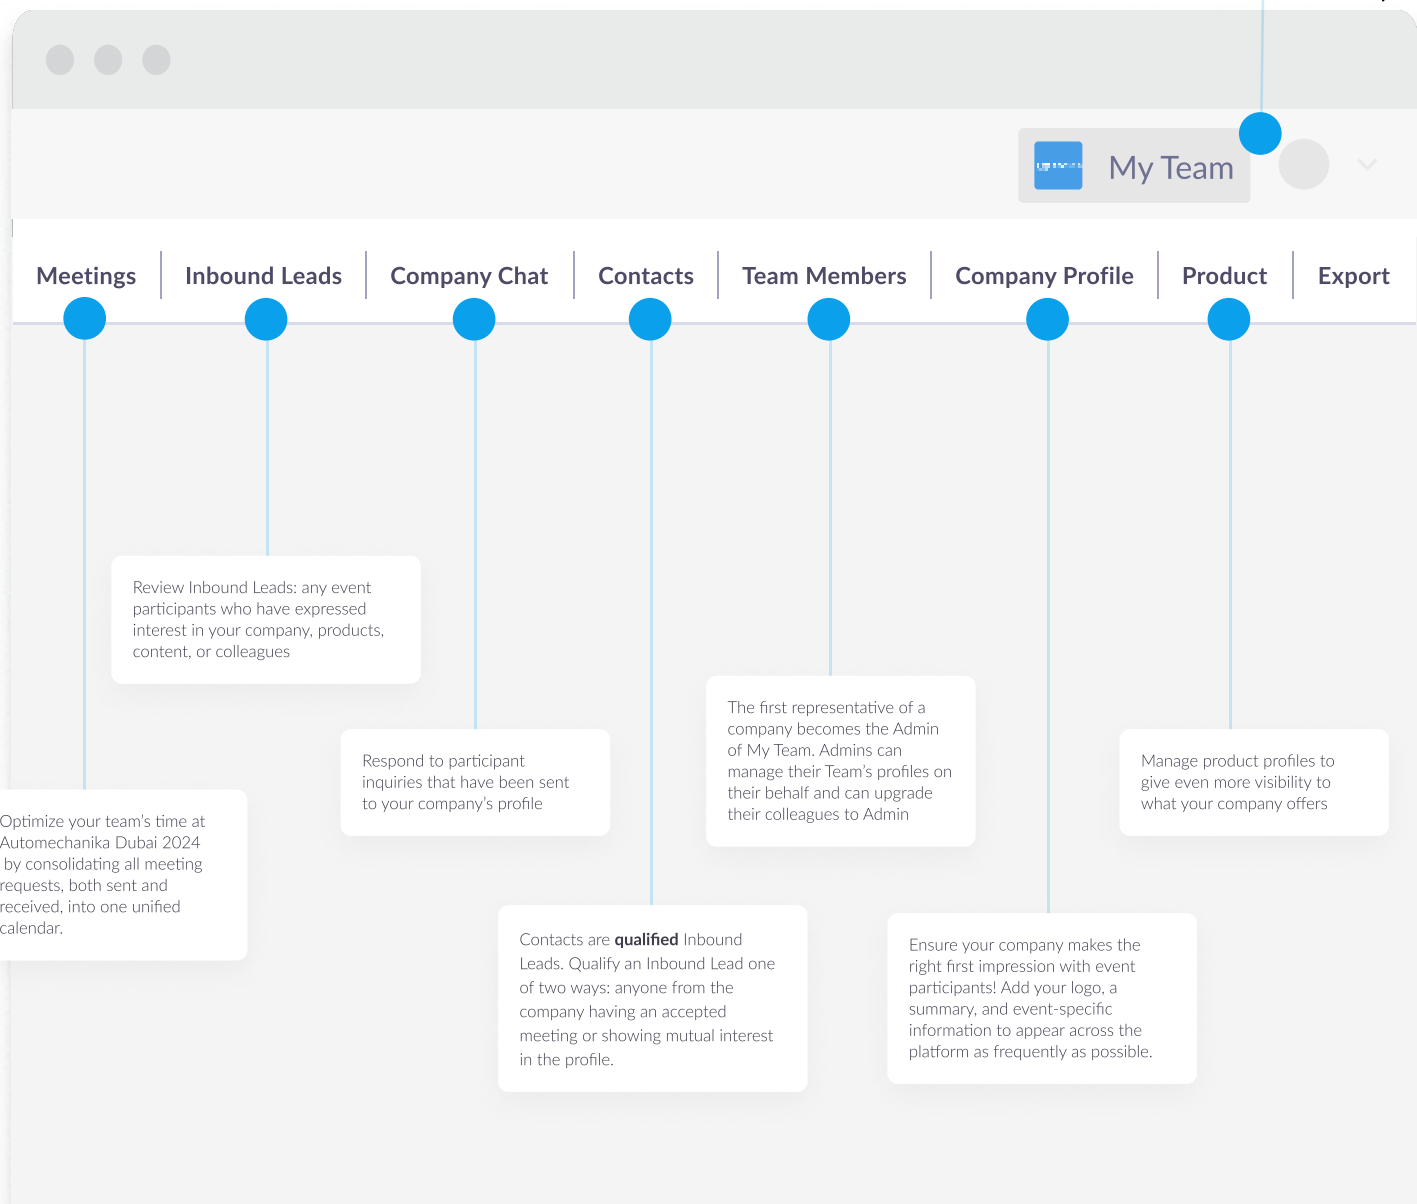 My Team
Meetings
Inbound Leads
Company Chat
Contacts
Team Members
Company Profile
Product
Export
Review Inbound Leads: any event
participants who have expressed
interest in your company, products,
content, or colleagues
The first representative of a
company becomes the Admin
of My Team. Admins can
manage their Team’s profiles on
their behalf and can upgrade
their colleagues to Admin
Respond to participant
inquiries that have been sent
to your company’s profile
Manage product profiles to
give even more visibility to
what your company offers
Optimize your team’s time at
Automechanika Dubai 2024
by consolidating all meeting
requests, both sent and
received, into one unified
calendar.
Contacts are qualified Inbound
Leads. Qualify an Inbound Lead one
of two ways: anyone from the
company having an accepted
meeting or showing mutual interest
in the profile.
Ensure your company makes the
right first impression with event
participants! Add your logo, a
summary, and event-specific
information to appear across the
platform as frequently as possible.